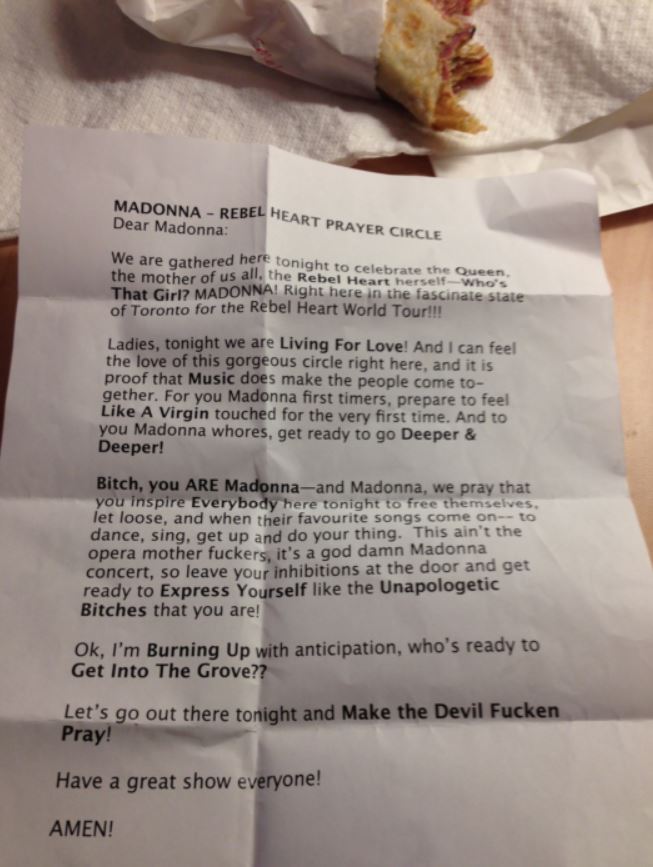 MADONNA – REBEL HEART PRAYER CIRCLE
Dear Madonna:
We are gathered here tonight to celebrate the Queen,
the mother of us all, the Rebel Heart herself—Who's
That Girl? MADONNA! Right here in the fascinate state
of Toronto for the Rebel Heart World Tour!!!
Ladies, tonight we are Living For Love! And I can feel
the love of this gorgeous circle right here, and it is
proof that Music does make the people come to-
gether. For you Madonna first timers, prepare to feel
Like A Virgin touched for the very first time. And to
you Madonna whores, get ready to go Deeper &
Deeper!
Bitch, you ARE Madonna—and Madonna, we pray that
you inspire Everybody here tonight to free themselves,
let loose, and when their favourite songs come on-- to
dance, sing, get up and do your thing. This ain't the
opera mother fuckers, it's a god damn Madonna
concert, so leave your inhibitions at the door and get
ready to Express Yourself like the Unapologetic
Bitches that you are!
Ok, I'm Burning Up with anticipation, who's ready to
Get Into The Grove??
Let's go out there tonight and Make the Devil Fucken
Pray!
Have a great show everyone!
AMEN!